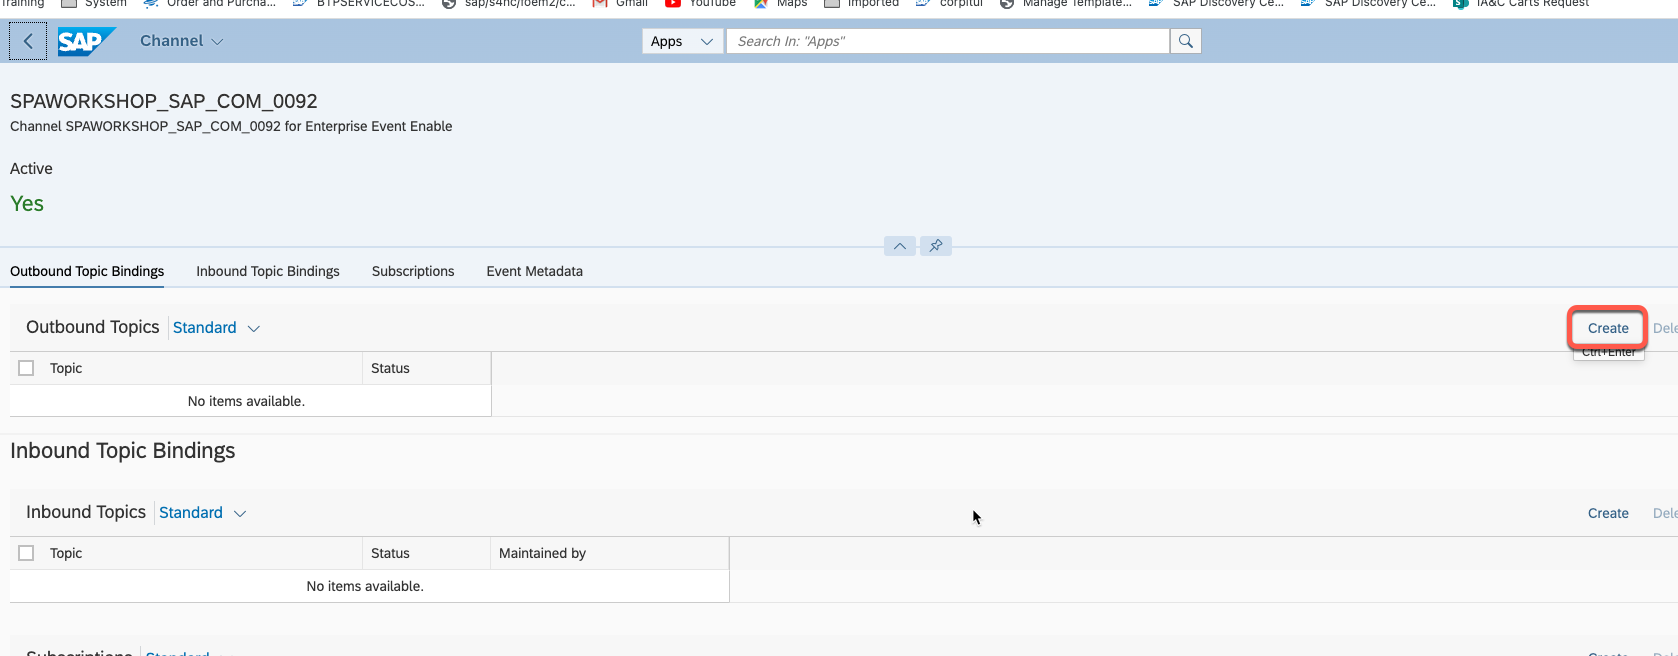 Training System Order and Purcha... BTPSERVICECOS... Gmail YouTube Maps Imported Manage Template... SAP Discovery Ce... SAP Discovery Ce... IA&C Carts Request
SAP Channel Apps Search In: "Apps"
SPAWORKSHOP_SAP_COM_0092
Channel SPAWORKSHOP_SAP_COM_0092 for Enterprise Event Enable
Active
Yes
Outbound Topic Bindings Inbound Topic Bindings Subscriptions Event Metadata
Outbound Topics Standard Create Dele
Ctrl+Enter
Topic Status
No items available.
Inbound Topic Bindings
Inbound Topics Standard Create Dele
Topic Status Maintained by
No items available.
Subscriptions Standard Create Dele